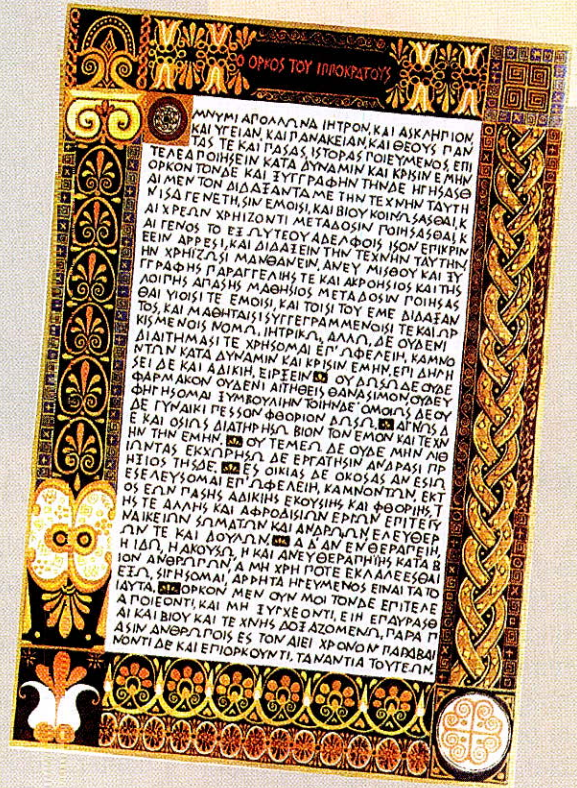 Ο ΟΡΚΟΣ ΤΟΥ ΙΠΠΟΚΡΑΤΟΥΣ
ΟΜΝΥΜΙ ΑΠΟΛΛΩΝΑ ΙΗΤΡΟΝ, ΚΑΙ ΑΣΚΛΗΠΙΟΝ
ΚΑΙ ΥΓΕΙΑΝ, ΚΑΙ ΠΑΝΑΚΕΙΑΝ, ΚΑΙ ΘΕΟΥΣ ΠΑΝ
ΤΑΣ ΤΕ ΚΑΙ ΠΑΣΑΣ, ΙΣΤΟΡΑΣ ΠΟΙΕΥΜΕΝΟΣ, ΕΠΙ
ΤΕΛΕΑ ΠΟΙΗΣΕΙΝ ΚΑΤΑ ΔΥΝΑΜΙΝ ΚΑΙ ΚΡΙΣΙΝ ΕΜΗΝ
ΟΡΚΟΝ ΤΟΝΔΕ ΚΑΙ ΞΥΓΓΡΑΦΗΝ ΤΗΝΔΕ ΗΓΗΣΑΣΘ
ΑΙ ΜΕΝ ΤΟΝ ΔΙΔΑΞΑΝΤΑ ΜΕ ΤΗΝ ΤΕΧΝΗΝ ΤΑΥΤΗ
Ν ΙΣΑ ΓΕΝΕΤΗΣΙΝ ΕΜΟΙΣΙ, ΚΑΙ ΒΙΟΥ ΚΟΙΝΩΣΑΣΘΑΙ, Κ
ΑΙ ΧΡΕΩΝ ΧΡΗΙΖΟΝΤΙ ΜΕΤΑΔΟΣΙΝ ΠΟΙΗΣΑΣΘΑΙ, Κ
ΑΙ ΓΕΝΟΣ ΤΟ ΕΞ ΩΥΤΕΟΥ ΑΔΕΛΦΟΙΣ ΙΣΟΝ ΕΠΙΚΡΙΝ
ΕΕΙΝ ΑΡΡΕΣΙ, ΚΑΙ ΔΙΔΑΞΕΙΝ ΤΗΝ ΤΕΧΝΗΝ ΤΑΥΤΗΝ
ΗΝ ΧΡΗΙΖΩΣΙ ΜΑΝΘΑΝΕΙΝ, ΑΝΕΥ ΜΙΣΘΟΥ ΚΑΙ ΞΥ
ΓΓΡΑΦΗΣ ΠΑΡΑΓΓΕΛΙΗΣ ΤΕ ΚΑΙ ΑΚΡΟΗΣΙΟΣ ΚΑΙ ΤΗΣ
ΛΟΙΠΗΣ ΑΠΑΣΗΣ ΜΑΘΗΣΙΟΣ ΜΕΤΑΔΟΣΙΝ ΠΟΙΗΣΑΣ
ΘΑΙ ΥΙΟΙΣΙ ΤΕ ΕΜΟΙΣΙ, ΚΑΙ ΤΟΙΣΙ ΤΟΥ ΕΜΕ ΔΙΔΑΞΑΝ
ΤΟΣ, ΚΑΙ ΜΑΘΗΤΑΙΣΙ ΣΥΓΓΕΓΡΑΜΜΕΝΟΙΣΙ ΤΕ ΚΑΙ ΩΡ
ΚΙΣΜΕΝΟΙΣ ΝΟΜΩ ΙΗΤΡΙΚΩ, ΑΛΛΩ ΔΕ ΟΥΔΕΝΙ
ΔΙΑΙΤΗΜΑΣΙ ΤΕ ΧΡΗΣΟΜΑΙ ΕΠ' ΩΦΕΛΕΙΗ, ΚΑΜΝΟ
ΝΤΩΝ ΚΑΤΑ ΔΥΝΑΜΙΝ ΚΑΙ ΚΡΙΣΙΝ ΕΜΗΝ, ΕΠΙ ΔΗΛΗ
ΣΕΙ ΔΕ ΚΑΙ ΑΔΙΚΙΗ, ΕΙΡΞΕΙΝ ΟΥ ΔΩΣΩ ΔΕ ΟΥΔΕ
ΦΑΡΜΑΚΟΝ ΟΥΔΕΝΙ ΑΙΤΗΘΕΙΣ ΘΑΝΑΣΙΜΟΝ, ΟΥΔΕ Υ
ΦΗΓΗΣΟΜΑΙ ΞΥΜΒΟΥΛΙΗΝ ΤΟΙΗΝΔΕ ΟΜΟΙΩΣ ΔΕ ΟΥ
ΔΕ ΓΥΝΑΙΚΙ ΠΕΣΣΟΝ ΦΘΟΡΙΟΝ ΔΩΣΩ. ΑΓΝΩΣ Δ
Ε ΚΑΙ ΟΣΙΩΣ ΔΙΑΤΗΡΗΣΩ ΒΙΟΝ ΤΟΝ ΕΜΟΝ ΚΑΙ ΤΕΧΝ
ΗΝ ΤΗΝ ΕΜΗΝ. ΟΥ ΤΕΜΕΩ ΔΕ ΟΥΔΕ ΜΗΝ ΛΙΘ
ΙΩΝΤΑΣ ΕΚΧΩΡΗΣΩ ΔΕ ΕΡΓΑΤΗΣΙΝ ΑΝΔΡΑΣΙ ΠΡ
ΗΞΙΟΣ ΤΗΣΔΕ. ΕΣ ΟΙΚΙΑΣ ΔΕ ΟΚΟΣΑΣ ΑΝ ΕΣΙΩ
ΕΣΕΛΕΥΣΟΜΑΙ ΕΠ' ΩΦΕΛΕΙΗ, ΚΑΜΝΟΝΤΩΝ, ΕΚΤ
ΟΣ ΕΩΝ ΠΑΣΗΣ ΑΔΙΚΙΗΣ ΕΚΟΥΣΙΗΣ ΚΑΙ ΦΘΟΡΙΗΣ, Τ
ΗΣ ΤΕ ΑΛΛΗΣ ΚΑΙ ΑΦΡΟΔΙΣΙΩΝ ΕΡΓΩΝ ΕΠΙ ΤΕ ΓΥ
ΝΑΙΚΕΙΩΝ ΣΩΜΑΤΩΝ ΚΑΙ ΑΝΔΡΩΩΝ, ΕΛΕΥΘΕΡ
ΩΝ ΤΕ ΚΑΙ ΔΟΥΛΩΝ. Α Δ' ΑΝ ΕΝ ΘΕΡΑΠΕΙΗ,
Η ΙΔΩ, Η ΑΚΟΥΣΩ, Η ΚΑΙ ΑΝΕΥ ΘΕΡΑΠΗΙΗΣ ΚΑΤΑ Β
ΙΟΝ ΑΝΘΡΩΠΩΝ, Α ΜΗ ΧΡΗ ΠΟΤΕ ΕΚΛΑΛΕΕΣΘΑΙ
ΕΞΩ, ΣΙΓΗΣΟΜΑΙ, ΑΡΡΗΤΑ ΗΓΕΥΜΕΝΟΣ ΕΙΝΑΙ ΤΑ ΤΟ
ΙΑΥΤΑ. ΟΡΚΟΝ ΜΕΝ ΟΥΝ ΜΟΙ ΤΟΝΔΕ ΕΠΙΤΕΛΕ
Α ΠΟΙΕΟΝΤΙ, ΚΑΙ ΜΗ ΞΥΓΧΕΟΝΤΙ, ΕΙΗ ΕΠΑΥΡΑΣΘ
ΑΙ ΚΑΙ ΒΙΟΥ ΚΑΙ ΤΕΧΝΗΣ ΔΟΞΑΖΟΜΕΝΩ, ΠΑΡΑ Π
ΑΣΙΝ ΑΝΘΡΩΠΟΙΣ ΕΣ ΤΟΝ ΑΙΕΙ ΧΡΟΝΟΝ ΠΑΡΑΒΑΙ
ΝΟΝΤΙ ΔΕ ΚΑΙ ΕΠΙΟΡΚΟΥΝΤΙ, ΤΑΝΑΝΤΙΑ ΤΟΥΤΕΩΝ.